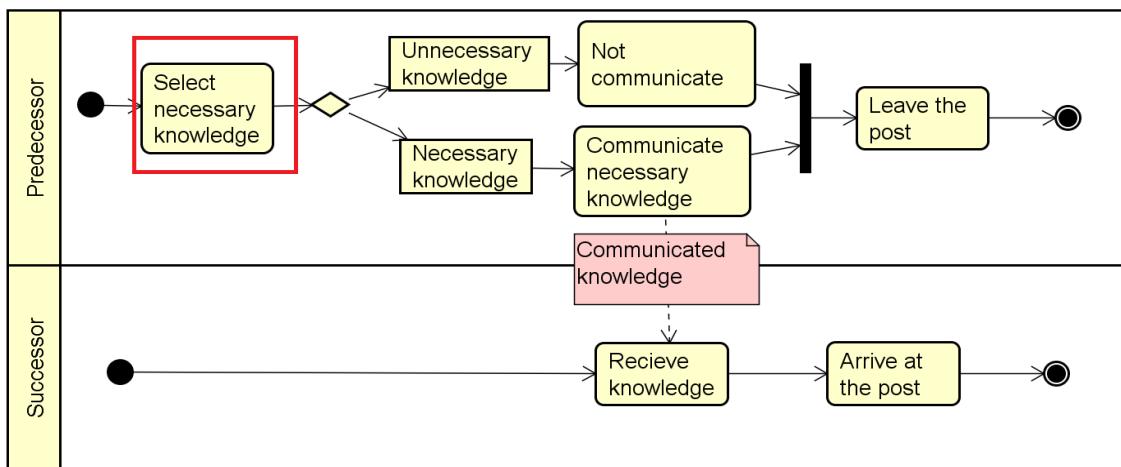 Predecessor
Select
necessary
knowledge
Unnecessary
knowledge
Not
communicate
Necessary
knowledge
Communicate
necessary
knowledge
Leave the
post
Communicated
knowledge
Successor
Recieve
knowledge
Arrive at
the post